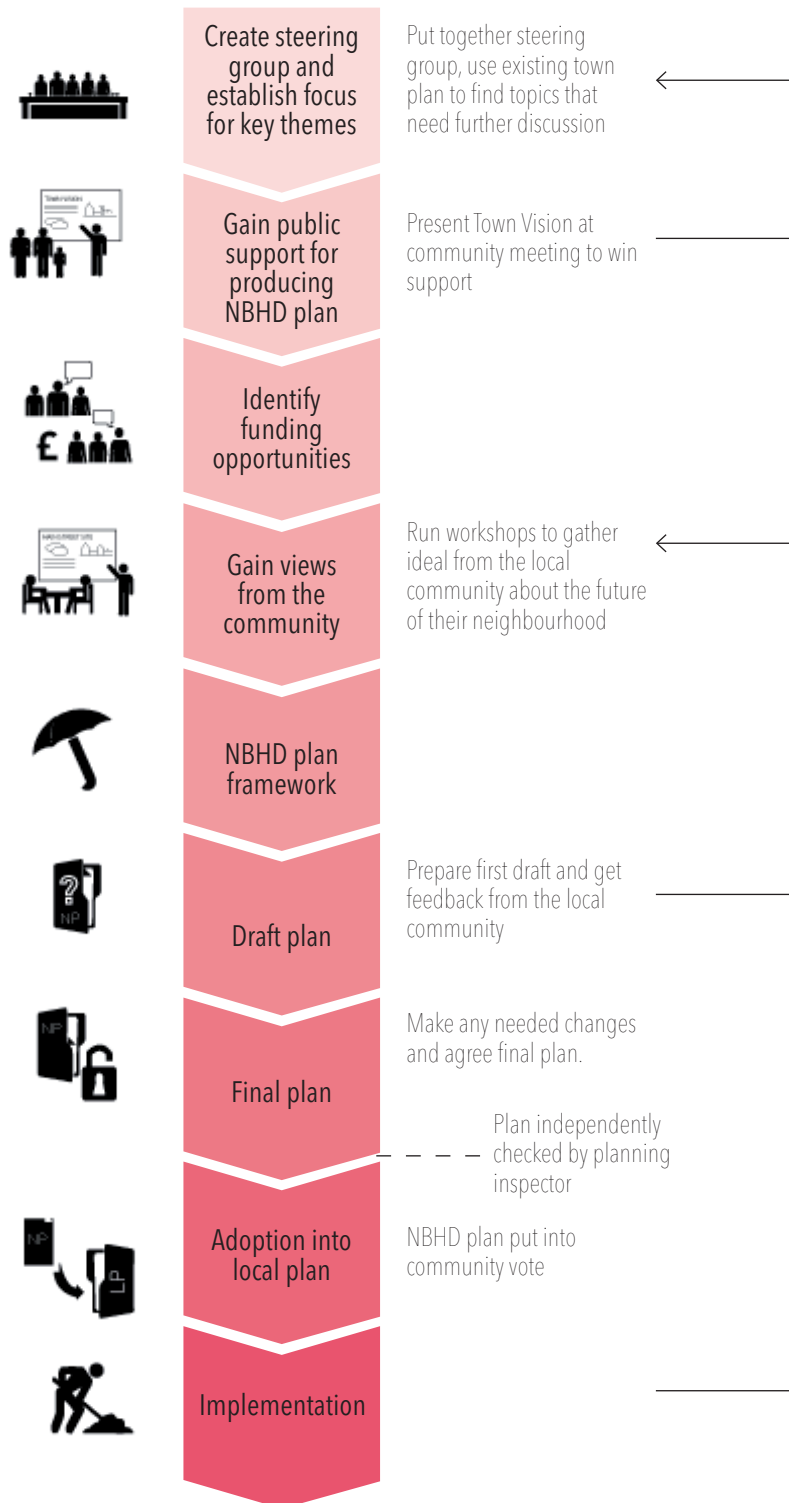 Create steering
group and
establish focus
for key themes
Put together steering
group, use existing town
plan to find topics that
need further discussion
TOWN VISION
Gain public
support for
producing
NBHD plan
Present Town Vision at
community meeting to win
support
£
Identify
funding
opportunities
MAIN STREET SITE
Gain views
from the
community
Run workshops to gather
ideal from the local
community about the future
of their neighbourhood
NBHD plan
framework
?
NP
Draft plan
Prepare first draft and get
feedback from the local
community
NP
Final plan
Make any needed changes
and agree final plan.
Plan independently
checked by planning
inspector
NP
LP
Adoption into
local plan
NBHD plan put into
community vote
Implementation